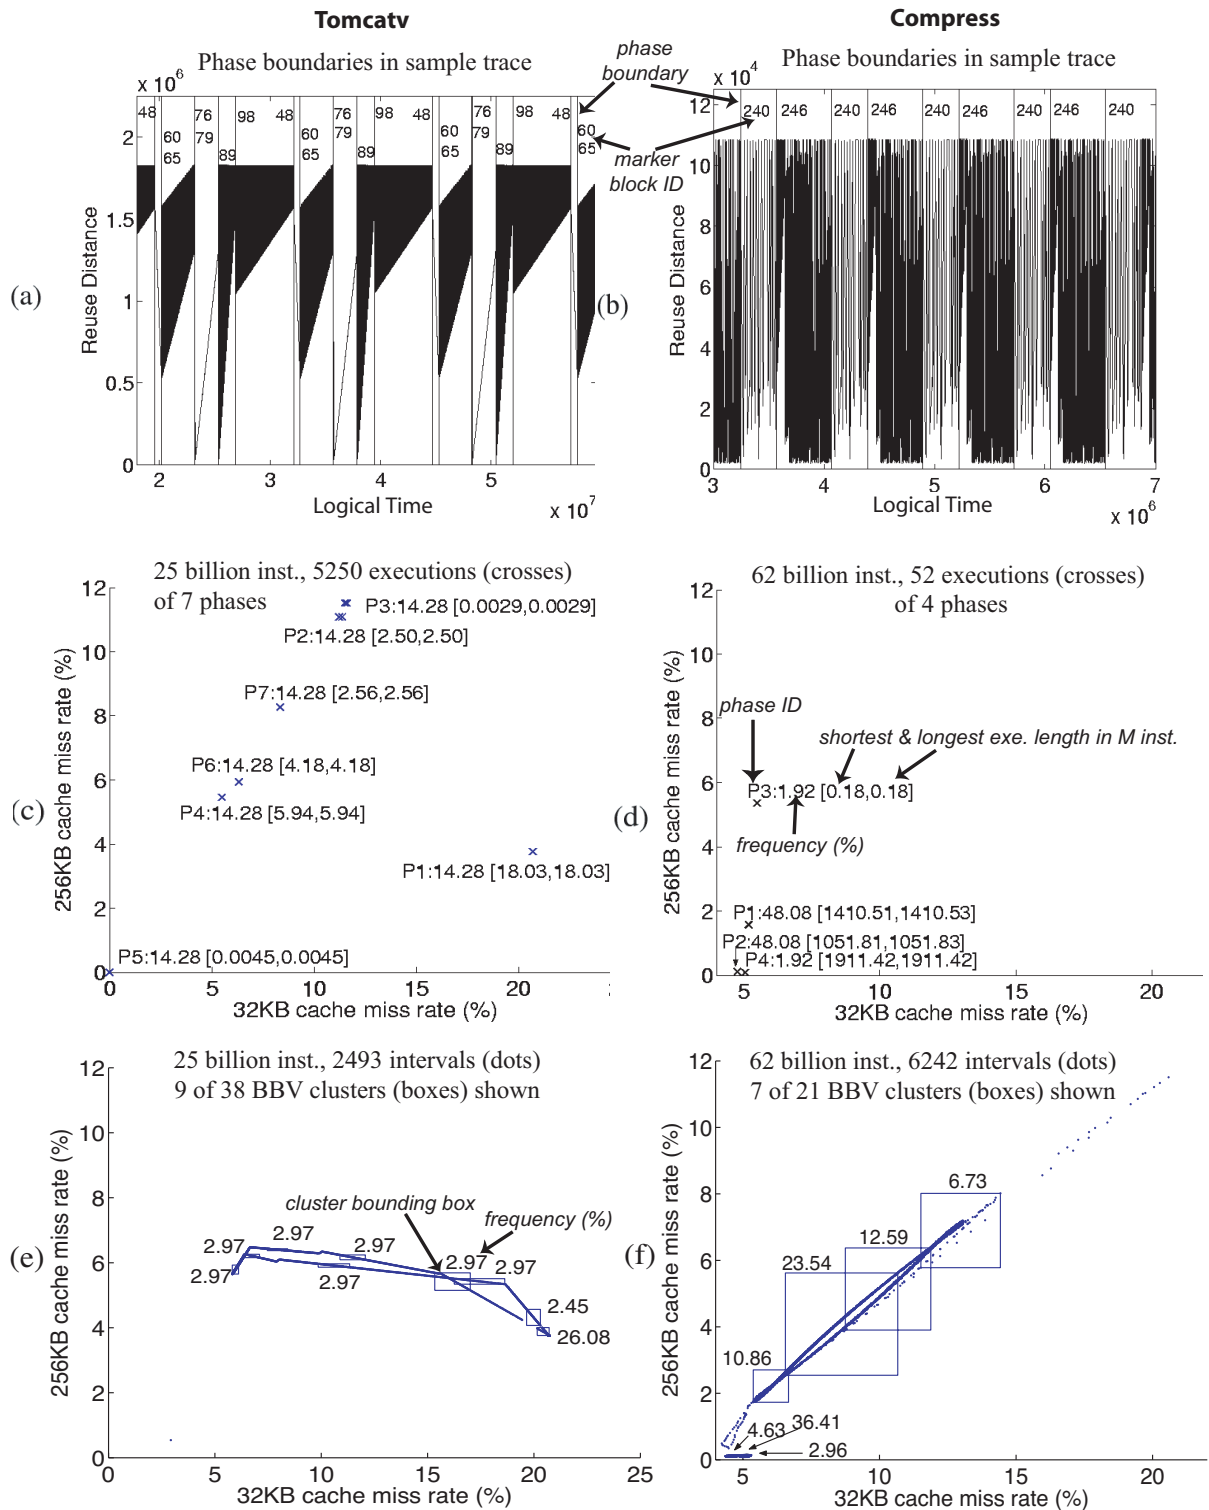 Tomcatv
Compress
Phase boundaries in sample trace
phase
boundary
Phase boundaries in sample trace
x 10^6
48 60 65 76 79 89 98 48 60 65 76 79 89 98 48 60 65 76 79 89 98 48 60 65
marker
block ID
2
1.5
1
0.5
0
Reuse Distance
(a)
2 3 4 5
Logical Time
x 10^7
x 10^4
240 246 240 246 240 246 240 246 240
12
10
8
6
4
2
0
Reuse Distance
(b)
3 4 5 6 7
Logical Time
x 10^6
25 billion inst., 5250 executions (crosses)
of 7 phases
P3:14.28 [0.0029,0.0029]
P2:14.28 [2.50,2.50]
P7:14.28 [2.56,2.56]
P6:14.28 [4.18,4.18]
P4:14.28 [5.94,5.94]
P1:14.28 [18.03,18.03]
P5:14.28 [0.0045,0.0045]
12
10
8
6
4
2
0
256KB cache miss rate (%)
(c)
0 5 10 15 20
32KB cache miss rate (%)
62 billion inst., 52 executions (crosses)
of 4 phases
phase ID
shortest & longest exe. length in M inst.
P3:1.92 [0.18,0.18]
frequency (%)
P1:48.08 [1410.51,1410.53]
P2:48.08 [1051.81,1051.83]
P4:1.92 [1911.42,1911.42]
12
10
8
6
4
2
0
256KB cache miss rate (%)
(d)
5 10 15 20
32KB cache miss rate (%)
25 billion inst., 2493 intervals (dots)
9 of 38 BBV clusters (boxes) shown
cluster bounding box
frequency (%)
2.97 2.97 2.97 2.97
2.97 2.97 2.97
2.45
26.08
12
10
8
6
4
2
0
256KB cache miss rate (%)
(e)
0 5 10 15 20 25
32KB cache miss rate (%)
62 billion inst., 6242 intervals (dots)
7 of 21 BBV clusters (boxes) shown
6.73
12.59
23.54
10.86
4.63
36.41
2.96
12
10
8
6
4
2
0
256KB cache miss rate (%)
(f)
5 10 15 20
32KB cache miss rate (%)